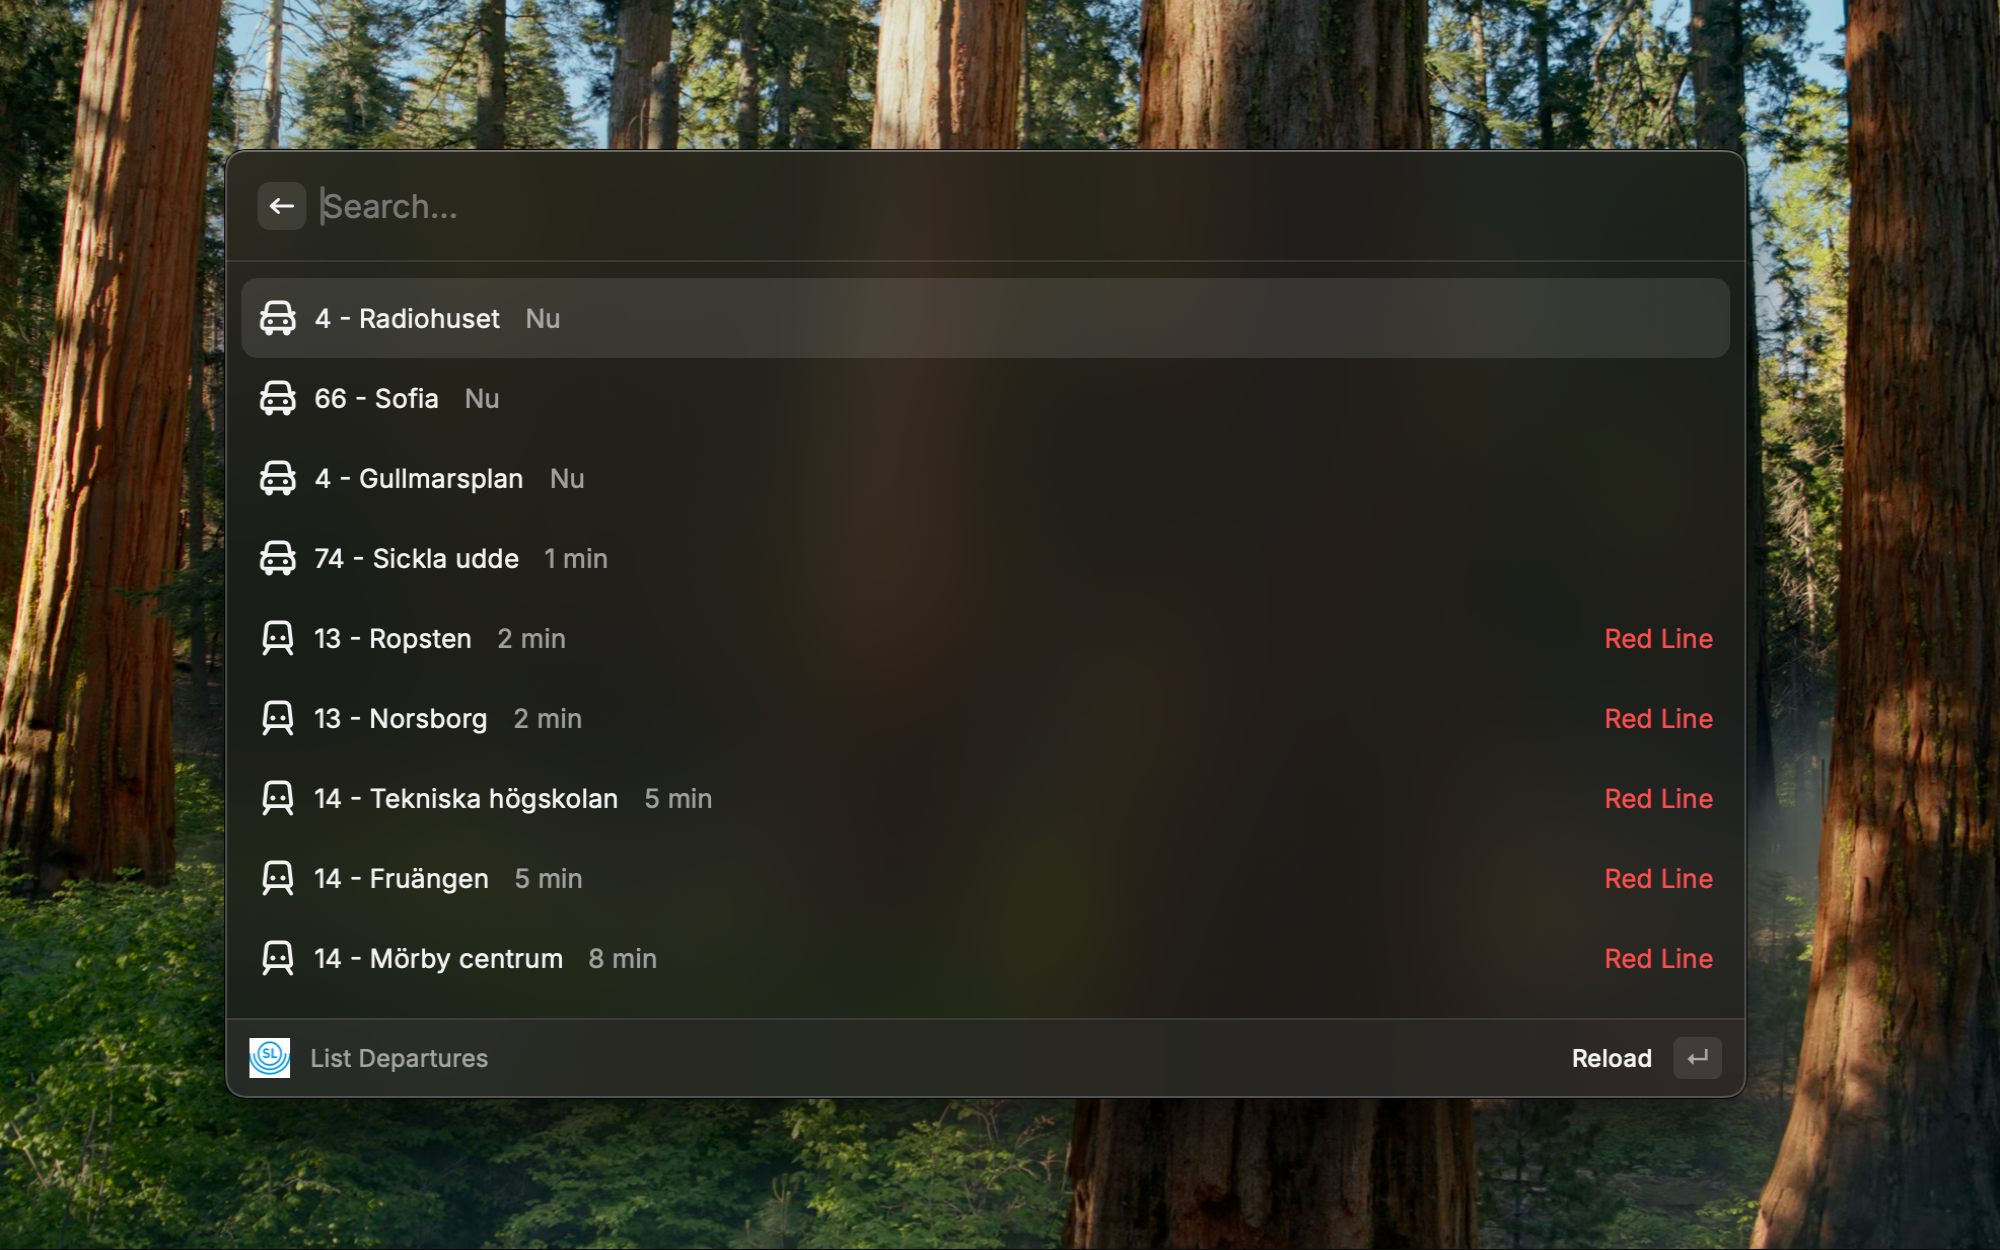 Search...
4 - Radiohuset Nu
66 - Sofia Nu
4 - Gullmarsplan Nu
74 - Sickla udde 1 min
13 - Ropsten 2 min Red Line
13 - Norsborg 2 min Red Line
14 - Tekniska högskolan 5 min Red Line
14 - Fruängen 5 min Red Line
14 - Mörby centrum 8 min Red Line
SL List Departures Reload